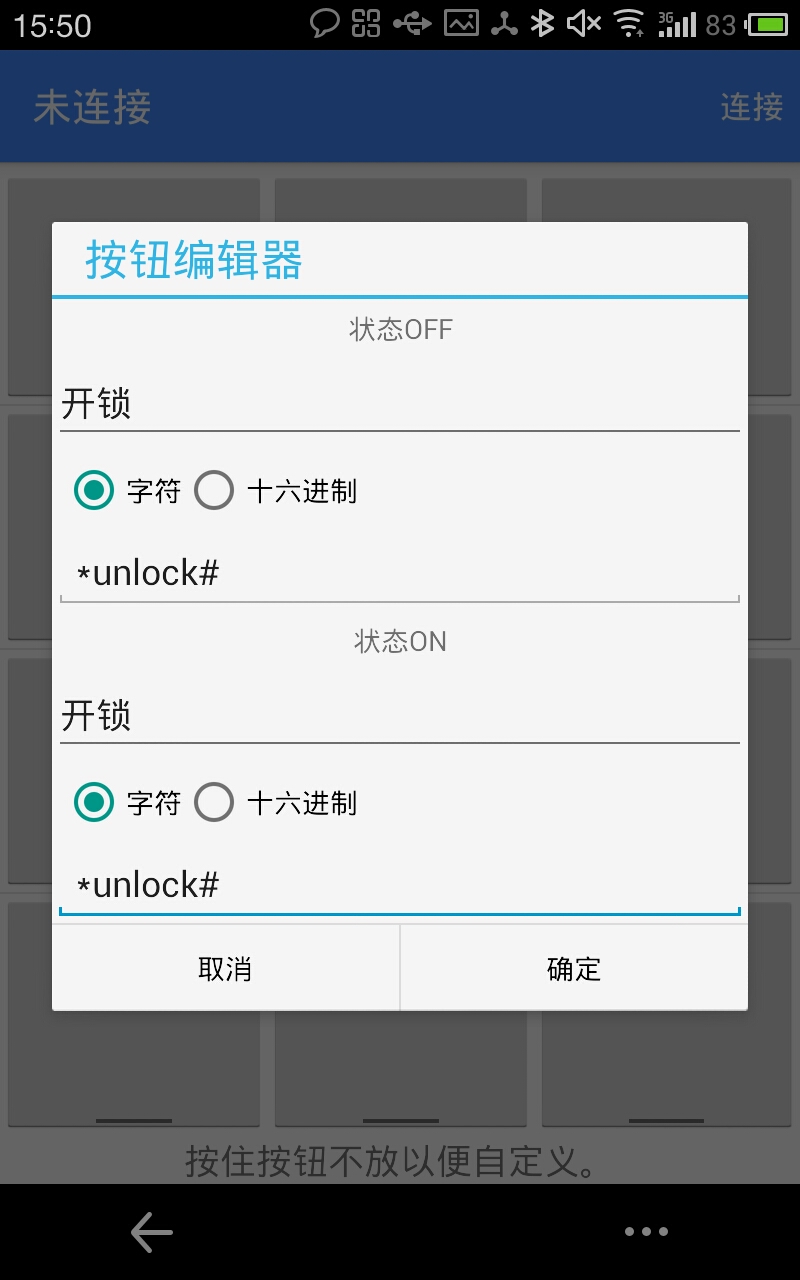 15:50 3G 83
未连接 连接
按钮编辑器
状态OFF
开锁
字符 十六进制
*unlock#
状态ON
开锁
字符 十六进制
*unlock#
取消 确定
按住按钮不放以便自定义。